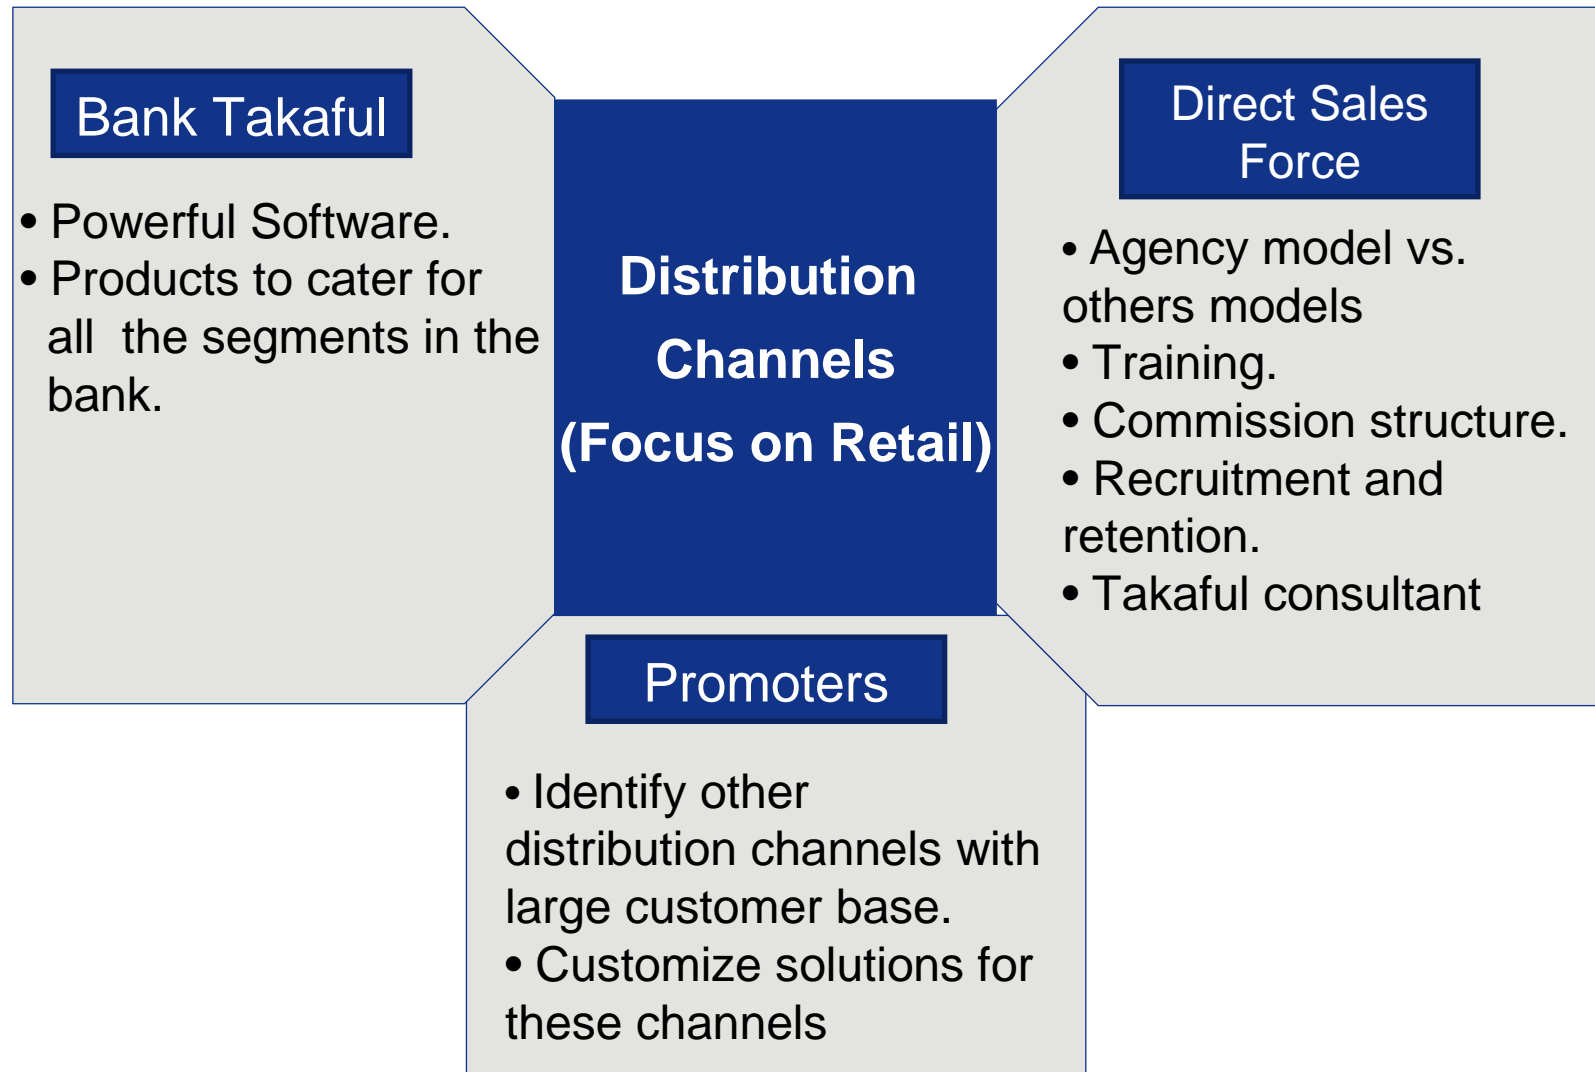 Bank Takaful
• Powerful Software.
• Products to cater for
all the segments in the
bank.
Distribution
Channels
(Focus on Retail)
Direct Sales
Force
• Agency model vs.
others models
• Training.
• Commission structure.
• Recruitment and
retention.
• Takaful consultant
Promoters
• Identify other
distribution channels with
large customer base.
• Customize solutions for
these channels